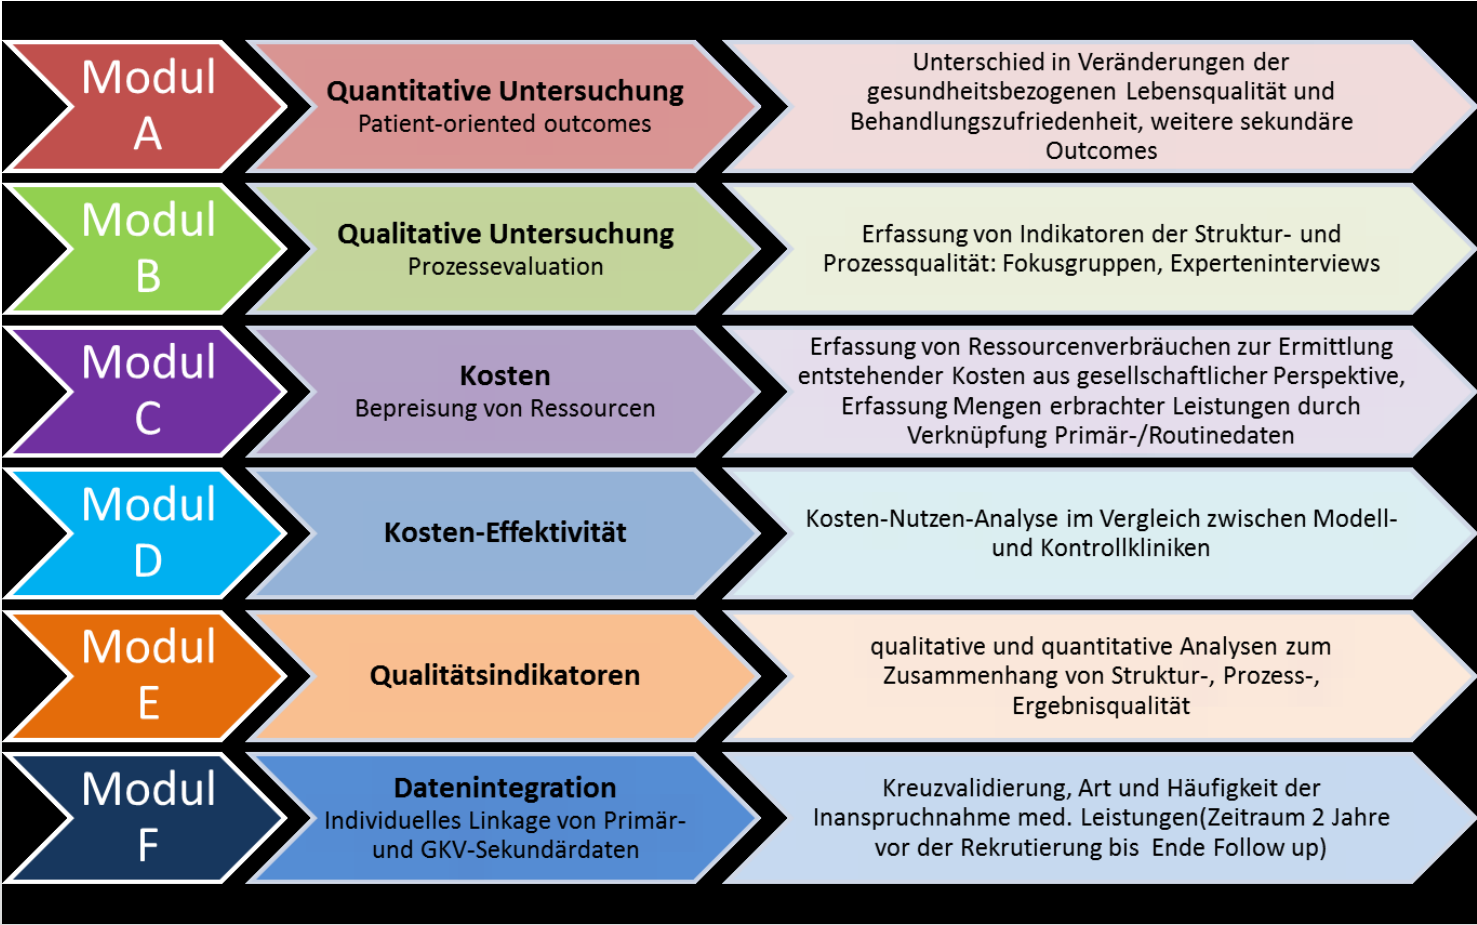 Modul
A
Quantitative Untersuchung
Patient-oriented outcomes
Unterschied in Veränderungen der
gesundheitsbezogenen Lebensqualität und
Behandlungszufriedenheit, weitere sekundäre
Outcomes
Modul
B
Qualitative Untersuchung
Prozessevaluation
Erfassung von Indikatoren der Struktur- und
Prozessqualität: Fokusgruppen, Experteninterviews
Modul
C
Kosten
Bepreisung von Ressourcen
Erfassung von Ressourcenverbräuchen zur Ermittlung
entstehender Kosten aus gesellschaftlicher Perspektive,
Erfassung Mengen erbrachter Leistungen durch
Verknüpfung Primär-/Routinedaten
Modul
D
Kosten-Effektivität
Kosten-Nutzen-Analyse im Vergleich zwischen Modell-
und Kontrollkliniken
Modul
E
Qualitätsindikatoren
qualitative und quantitative Analysen zum
Zusammenhang von Struktur-, Prozess-,
Ergebnisqualität
Modul
F
Datenintegration
Individuelles Linkage von Primär-
und GKV-Sekundärdaten
Kreuzvalidierung, Art und Häufigkeit der
Inanspruchnahme med. Leistungen(Zeitraum 2 Jahre
vor der Rekrutierung bis Ende Follow up)